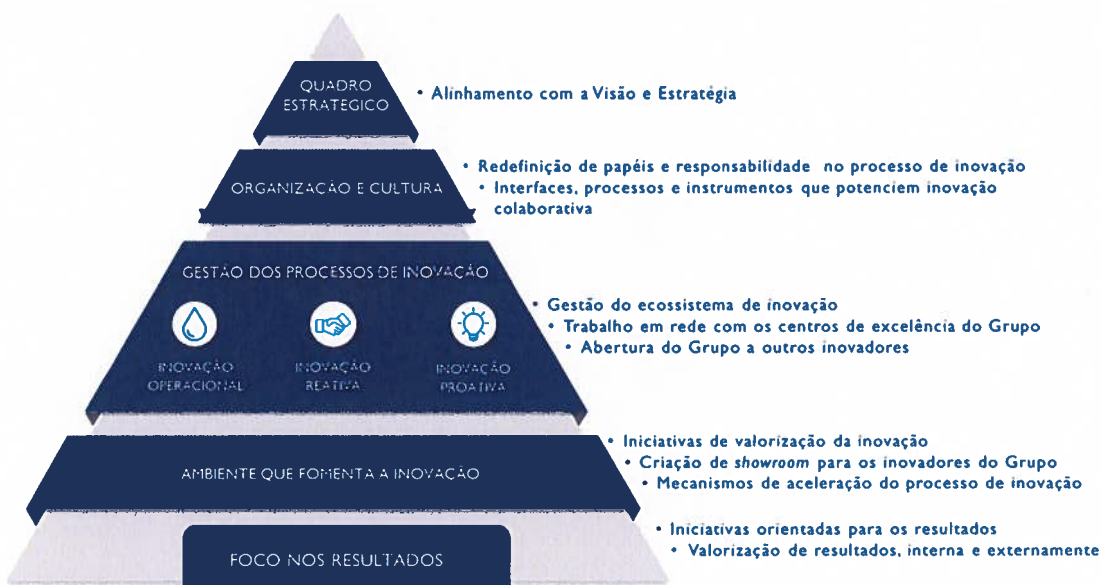 QUADRO
ESTRATÉGICO
• Alinhamento com a Visão e Estratégia
ORGANIZAÇÃO E CULTURA
• Redefinição de papéis e responsabilidade no processo de inovação
• Interfaces, processos e instrumentos que potenciem inovação
colaborativa
GESTÃO DOS PROCESSOS DE INOVAÇÃO
INOVAÇÃO
OPERACIONAL
INOVAÇÃO
REATIVA
INOVAÇÃO
PROATIVA
• Gestão do ecossistema de inovação
• Trabalho em rede com os centros de excelência do Grupo
• Abertura do Grupo a outros inovadores
AMBIENTE QUE FOMENTA A INOVAÇÃO
• Iniciativas de valorização da inovação
• Criação de showroom para os inovadores do Grupo
• Mecanismos de aceleração do processo de inovação
FOCO NOS RESULTADOS
• Iniciativas orientadas para os resultados
• Valorização de resultados, interna e externamente